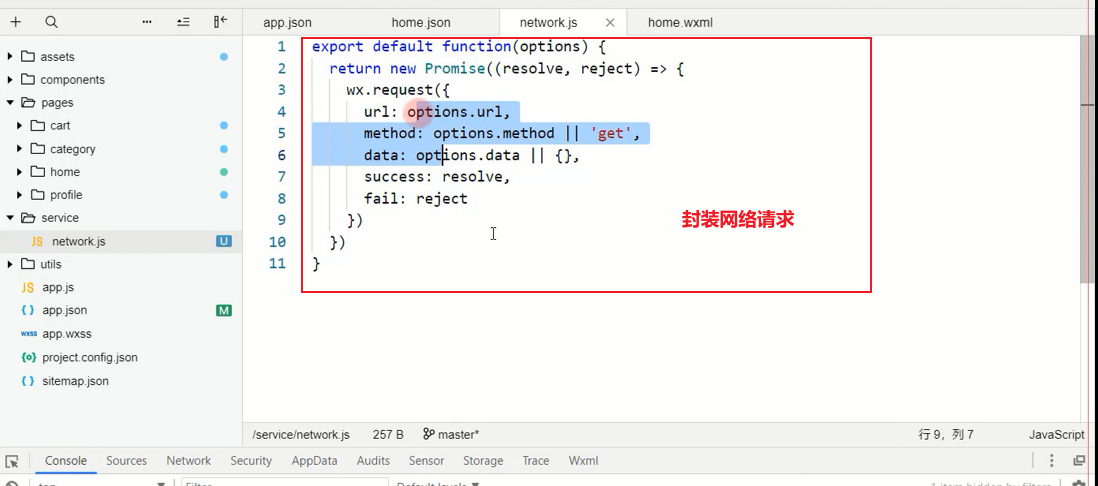 app.json
home.json
network.js
home.wxml
assets
components
pages
cart
category
home
profile
service
JS network.js U
utils
JS app.js
{ } app.json M
wxss app.wxss
{o} project.config.json
{ } sitemap.json
1 export default function(options) {
2 return new Promise((resolve, reject) => {
3 wx.request({
4 url: options.url,
5 method: options.method || 'get',
6 data: options.data || {},
7 success: resolve,
8 fail: reject
9 })
10 })
11 }
封装网络请求
/service/network.js 257 B master* 行 9，列 7 JavaScript
Console Sources Network Security AppData Audits Sensor Storage Trace Wxml
top Filter Default levels 1 item hidden by filters